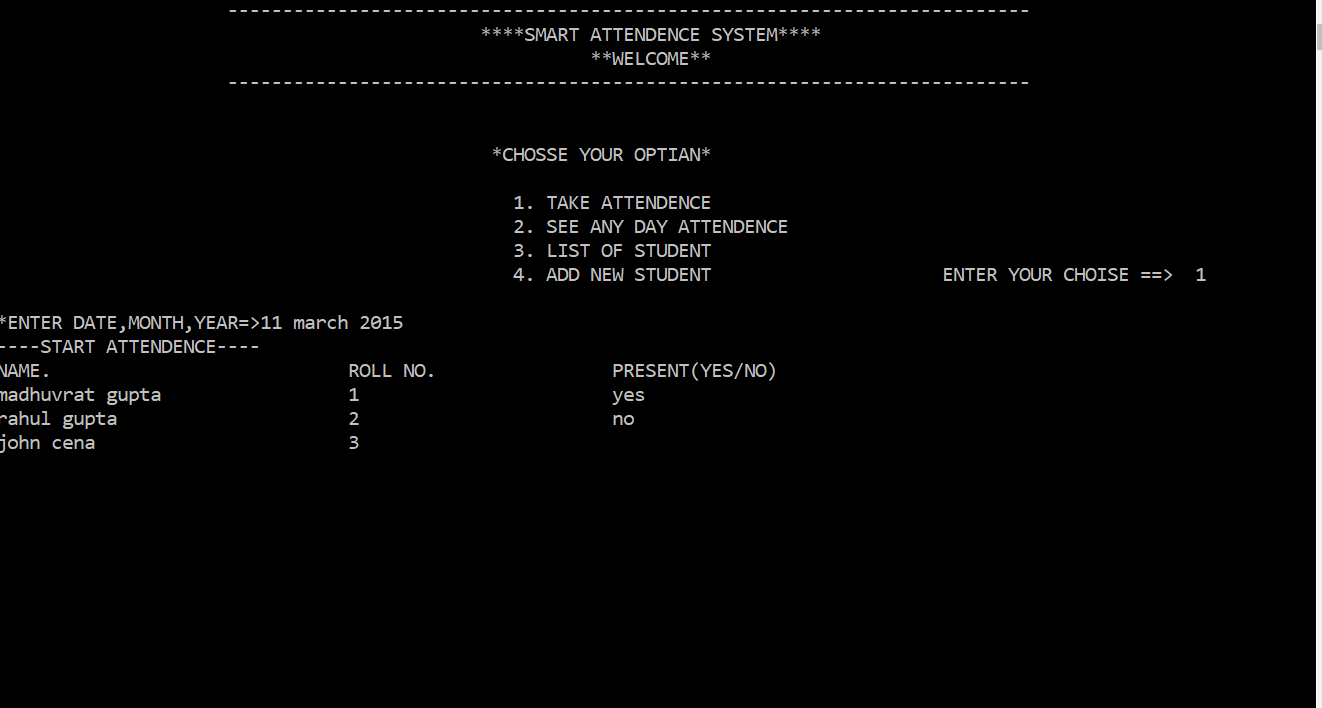 -------------------------------------------------------------------------
****SMART ATTENDENCE SYSTEM****
**WELCOME**
-------------------------------------------------------------------------
*CHOSSE YOUR OPTIAN*
1. TAKE ATTENDENCE
2. SEE ANY DAY ATTENDENCE
3. LIST OF STUDENT
4. ADD NEW STUDENT ENTER YOUR CHOISE ==> 1
*ENTER DATE,MONTH,YEAR=>11 march 2015
----START ATTENDENCE----
NAME. ROLL NO. PRESENT(YES/NO)
madhuvrat gupta 1 yes
rahul gupta 2 no
john cena 3